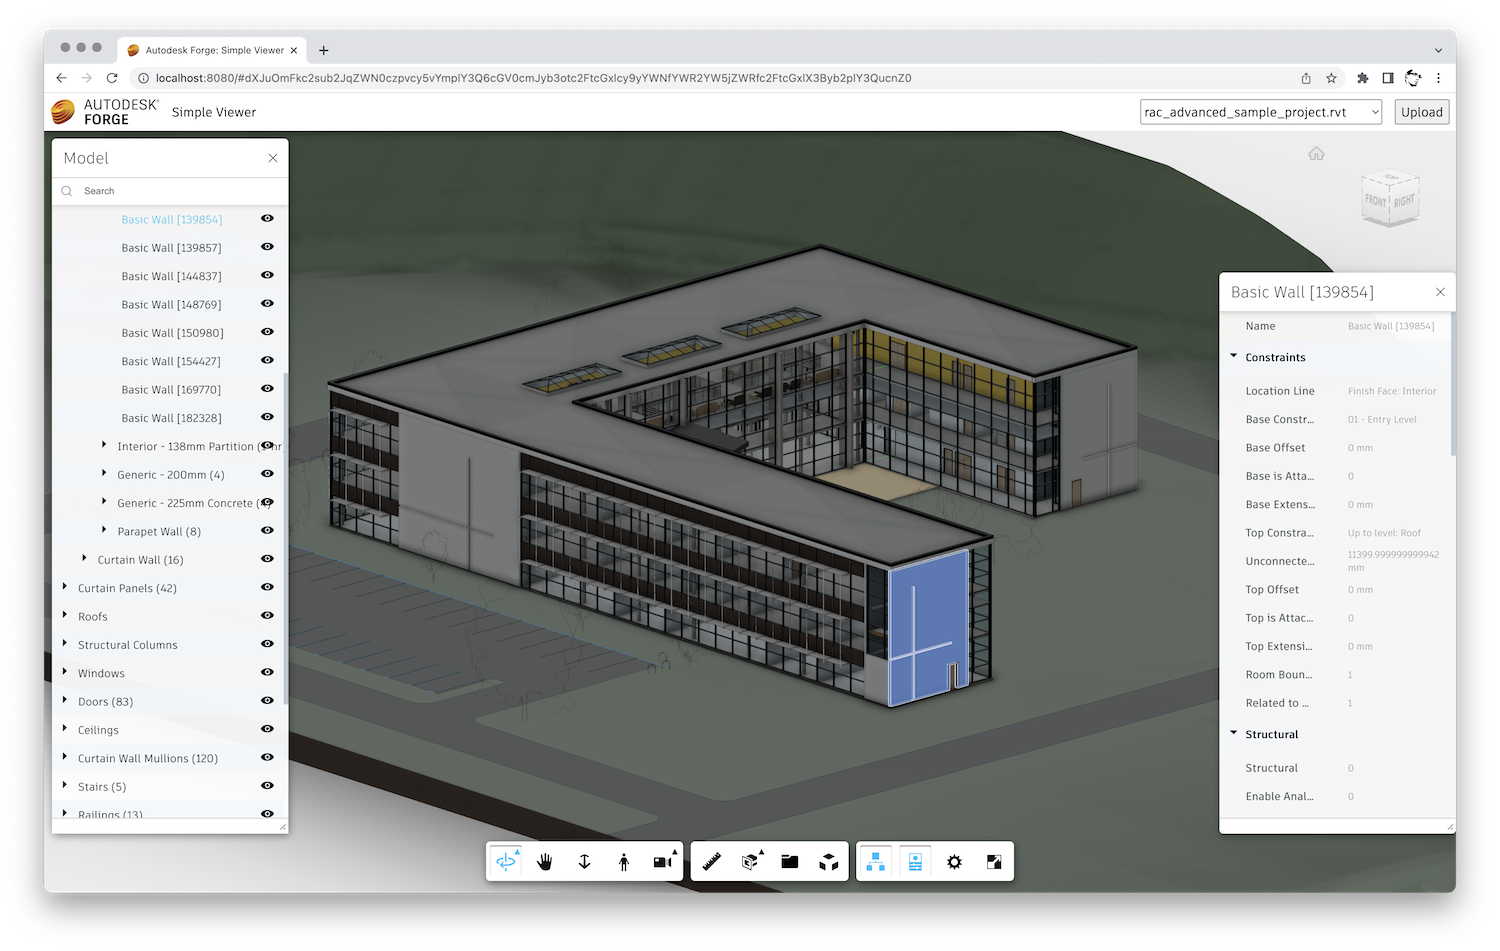 Autodesk Forge: Simple Viewer
localhost:8080/#dXJuOmFkc2sub2JqZWN0czpvcy5vYmplY3Q6cGV0cmJyb3otc2FtcGxlcy9yYWNfYWR2YW5jZWRfc2FtcGxlX3Byb2plY3QucnZ0
AUTODESK
FORGE
Simple Viewer
rac_advanced_sample_project.rvt
Upload
Model
Search
Basic Wall [139854]
Basic Wall [139857]
Basic Wall [144837]
Basic Wall [148769]
Basic Wall [150980]
Basic Wall [154427]
Basic Wall [169770]
Basic Wall [182328]
Interior - 138mm Partition
Generic - 200mm (4)
Generic - 225mm Concrete
Parapet Wall (8)
Curtain Wall (16)
Curtain Panels (42)
Roofs
Structural Columns
Windows
Doors (83)
Ceilings
Curtain Wall Mullions (120)
Stairs (5)
Railings (13)
TOP
FRONT
RIGHT
Basic Wall [139854]
Name Basic Wall [139854]
Constraints
Location Line Finish Face: Interior
Base Constr... 01 - Entry Level
Base Offset 0 mm
Base is Atta... 0
Base Extens... 0 mm
Top Constra... Up to level: Roof
Unconnecte... 11399.999999999942
mm
Top Offset 0 mm
Top is Attac... 0
Top Extensi... 0 mm
Room Boun... 1
Related to ... 1
Structural
Structural 0
Enable Anal... 0